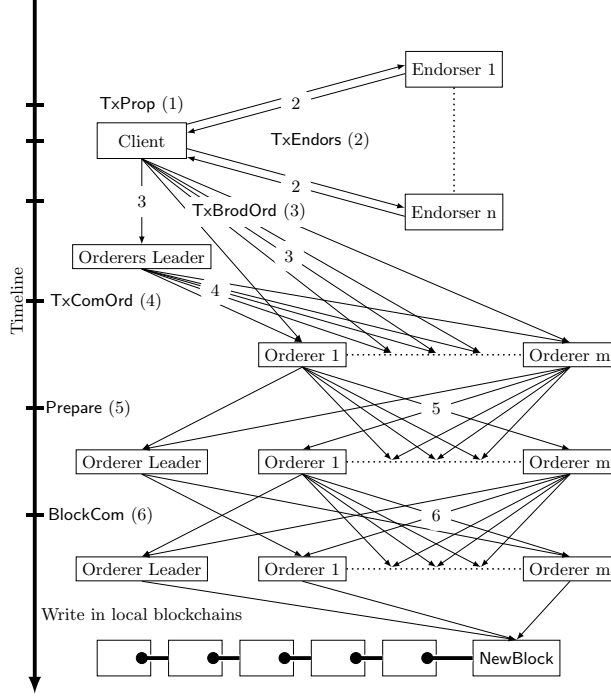 Endorser 1
2
TxProp (1)
Client
TxEndors (2)
2
3
TxBrodOrd (3)
Endorser n
3
Orderers Leader
4
Timeline
TxComOrd (4)
Orderer 1
Orderer m
Prepare (5)
5
Orderer Leader
Orderer 1
Orderer m
BlockCom (6)
6
Orderer Leader
Orderer 1
Orderer m
Write in local blockchains
NewBlock